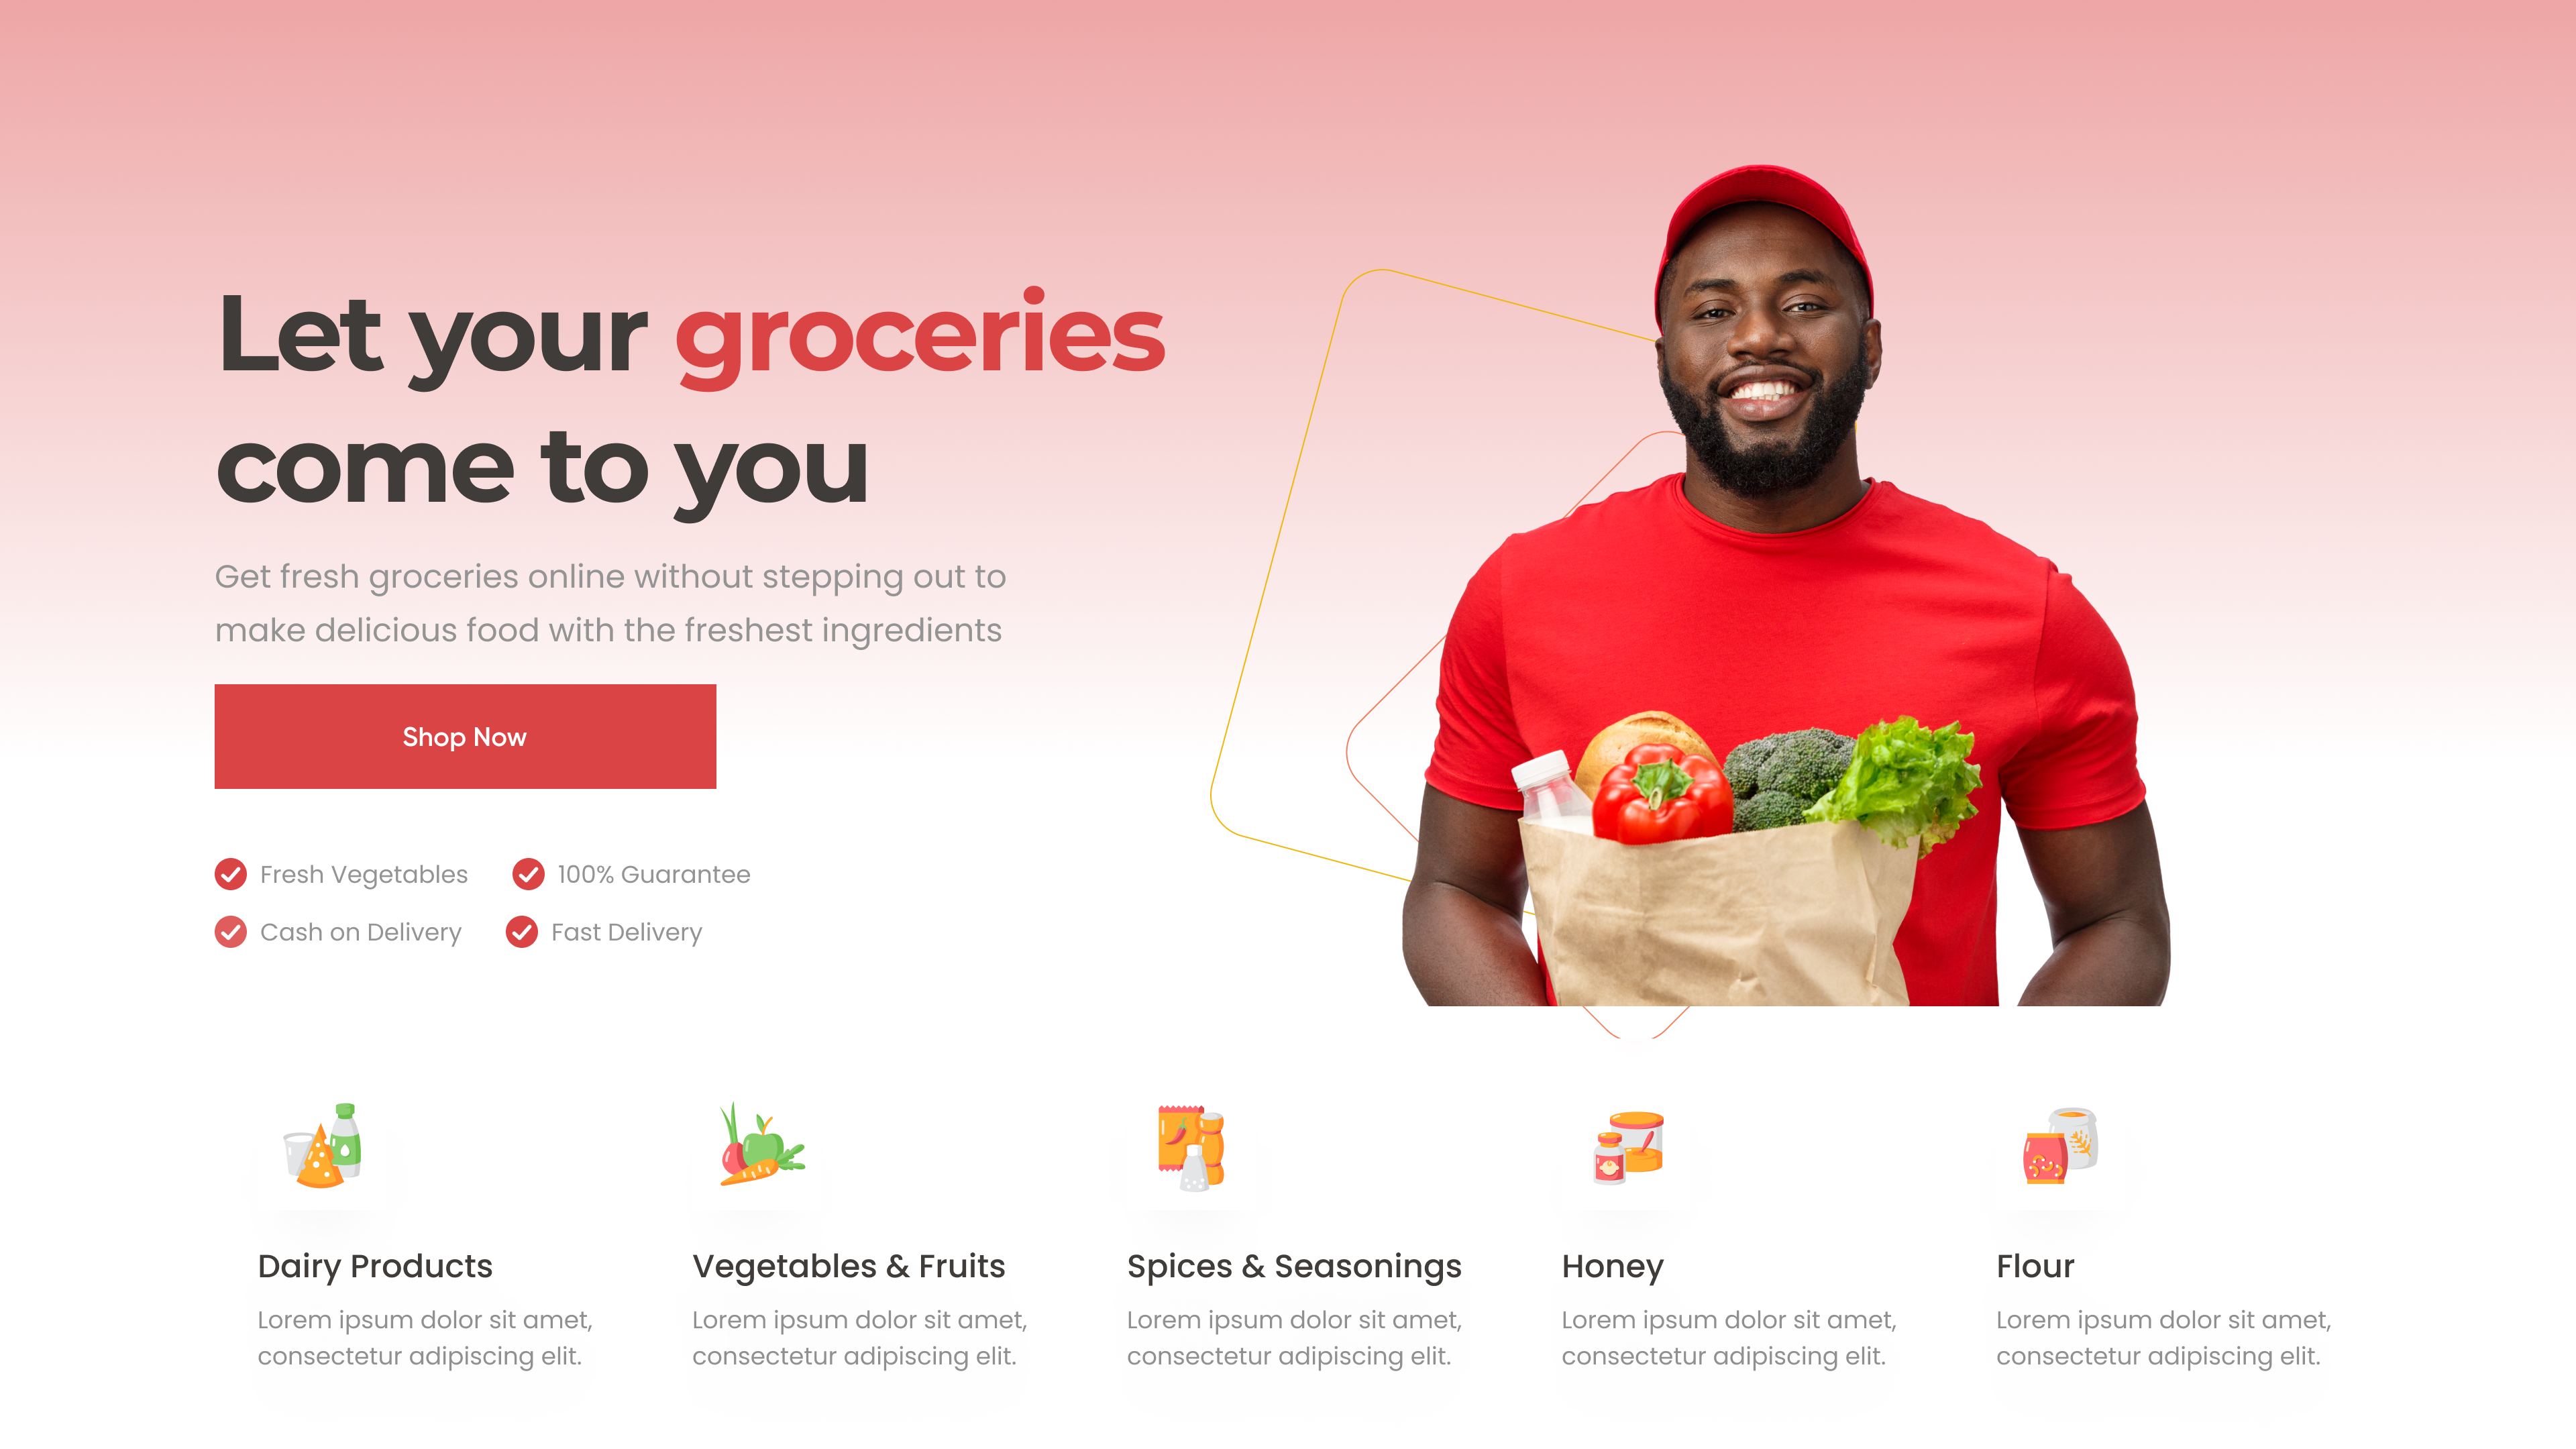 Let your groceries
come to you
Get fresh groceries online without stepping out to
make delicious food with the freshest ingredients
Shop Now
Fresh Vegetables
100% Guarantee
Cash on Delivery
Fast Delivery
Dairy Products
Lorem ipsum dolor sit amet,
consectetur adipiscing elit.
Vegetables & Fruits
Lorem ipsum dolor sit amet,
consectetur adipiscing elit.
Spices & Seasonings
Lorem ipsum dolor sit amet,
consectetur adipiscing elit.
Honey
Lorem ipsum dolor sit amet,
consectetur adipiscing elit.
Flour
Lorem ipsum dolor sit amet,
consectetur adipiscing elit.